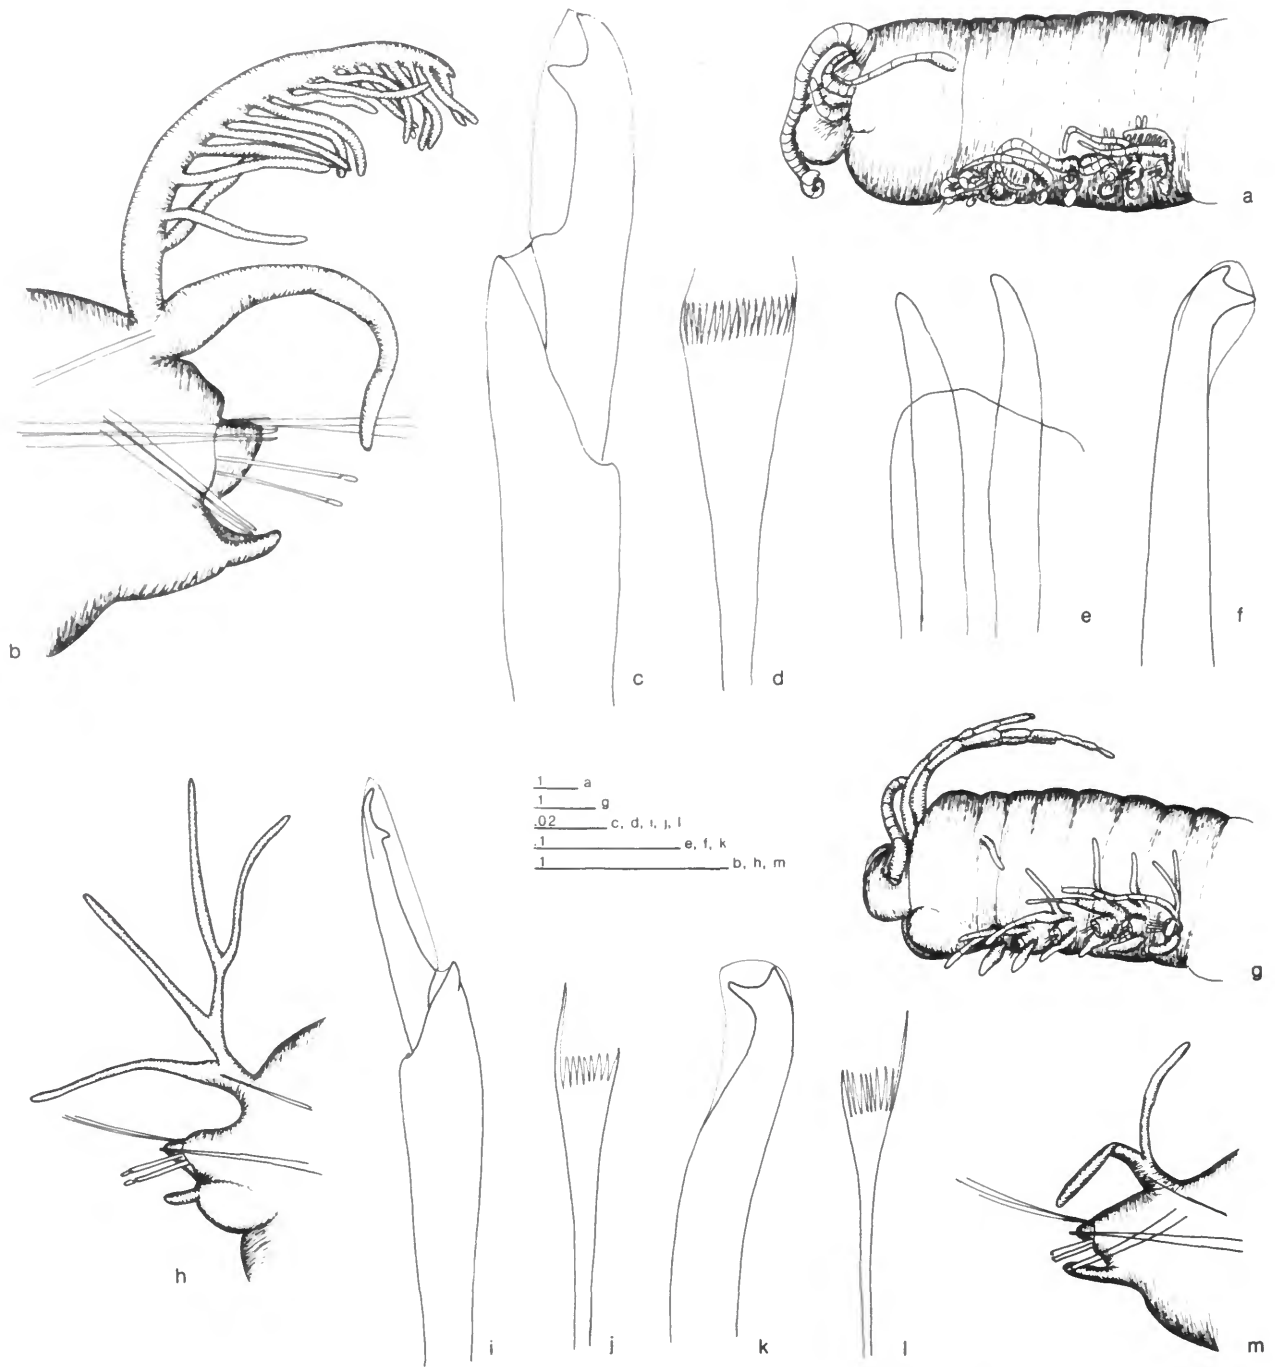 a
b
c
d
e
f
1 a
1 g
.02 c, d, i, j, l
.1 e, f, k
1 b, h, m
g
h
i
j
k
l
m